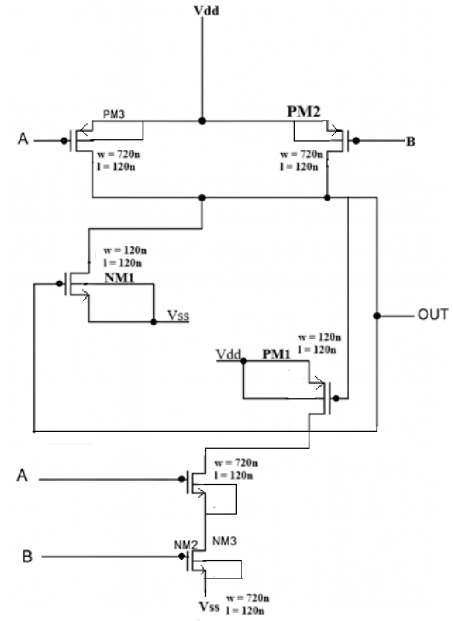 Vdd
PM3
PM2
A
B
w = 720n
l = 120n
w = 720n
l = 120n
w = 120n
l = 120n
NM1
Vss
OUT
w = 120n
l = 120n
Vdd
PM1
w = 720n
l = 120n
A
NM2
NM3
B
Vss
w = 720n
l = 120n